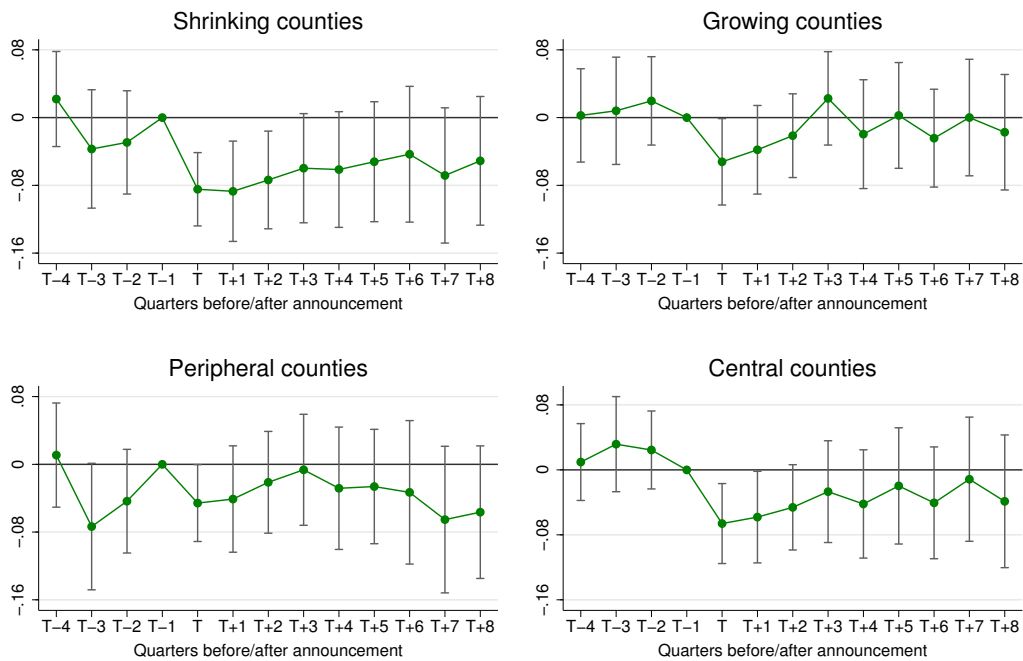 Shrinking counties
.08
0
−.08
−.16
T−4 T−3 T−2 T−1 T T+1 T+2 T+3 T+4 T+5 T+6 T+7 T+8
Quarters before/after announcement
Growing counties
.08
0
−.08
−.16
T−4 T−3 T−2 T−1 T T+1 T+2 T+3 T+4 T+5 T+6 T+7 T+8
Quarters before/after announcement
Peripheral counties
.08
0
−.08
−.16
T−4 T−3 T−2 T−1 T T+1 T+2 T+3 T+4 T+5 T+6 T+7 T+8
Quarters before/after announcement
Central counties
.08
0
−.08
−.16
T−4 T−3 T−2 T−1 T T+1 T+2 T+3 T+4 T+5 T+6 T+7 T+8
Quarters before/after announcement